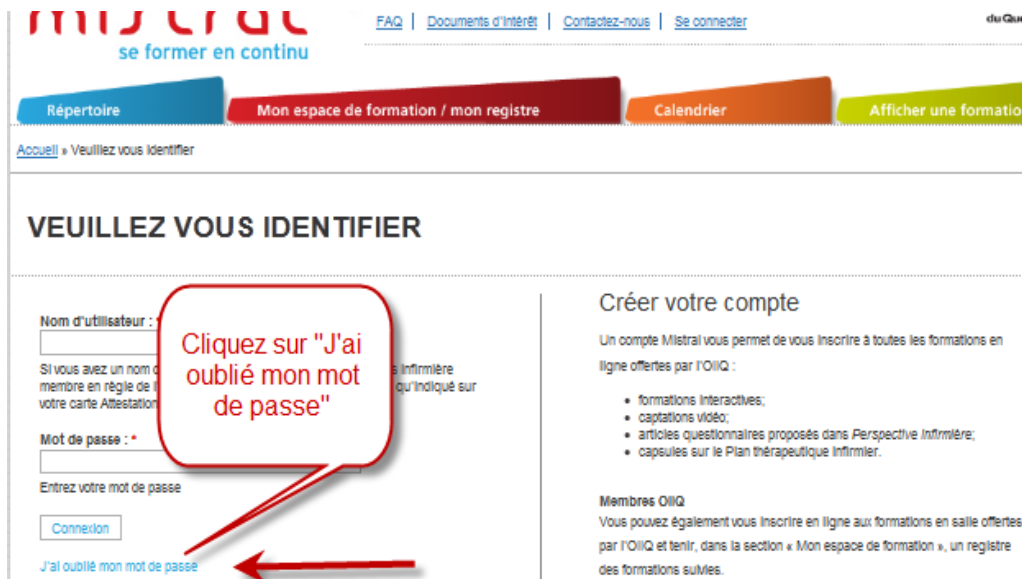 mistral
se former en continu
FAQ | Documents d'Intérêt | Contactez-nous | Se connecter
Répertoire
Mon espace de formation / mon registre
Calendrier
Afficher une
Accueil » Veuillez vous Identifier
VEUILLEZ VOUS IDENTIFIER
Nom d'utilisateur :
Si vous avez un nom
s Infirmière
membre en règle de
qu'Indiqué sur
votre carte Attestation
Mot de passe : *
Entrez votre mot de passe
Connexion
J'ai oublié mon mot de passe
Cliquez sur "J'ai
oublié mon mot
de passe"
Créer votre compte
Un compte Mistral vous permet de vous Inscrire à toutes les formations en
ligne offertes par l'OIIQ :
• formations Interactives;
• captations vidéo;
• articles questionnaires proposés dans Perspective Infirmière;
• capsules sur le Plan thérapeutique Infirmier.
Membres OIIQ
Vous pouvez également vous Inscrire en ligne aux formations en salle offertes
par l'OIIQ et tenir, dans la section « Mon espace de formation », un registre
des formations suivies.